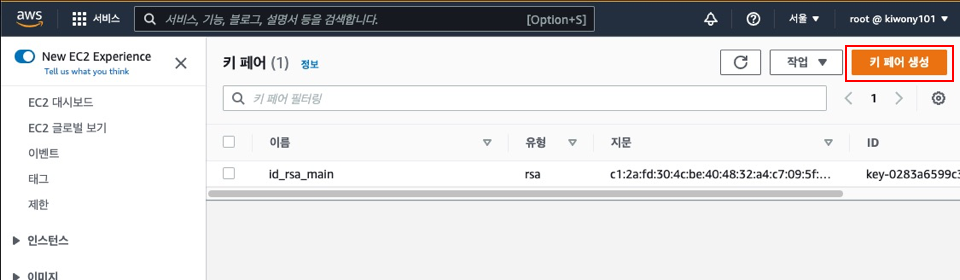 aws 서비스 서비스, 기능, 블로그, 설명서 등을 검색합니다. [Option+S] 서울 ▼ root @ kiwony101 ▼
New EC2 Experience
Tell us what you think
EC2 대시보드
EC2 글로벌 보기
이벤트
태그
제한
▶ 인스턴스
▶ 이미지
키 페어 (1) 정보 작업 ▼ 키 페어 생성
키 페어 필터링 1
이름 유형 지문 ID
id_rsa_main rsa c1:2a:fd:30:4c:be:40:48:32:a4:c7:09:5f:... key-0283a6599c